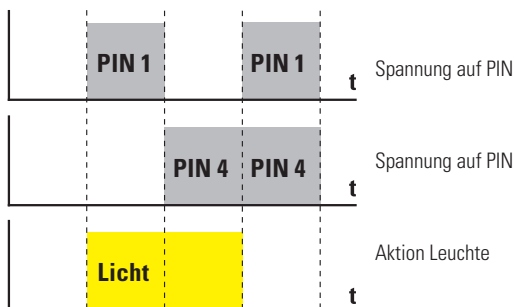 PIN 1 PIN 1
t Spannung auf PIN
PIN 4 PIN 4
t Spannung auf PIN
Licht
t Aktion Leuchte